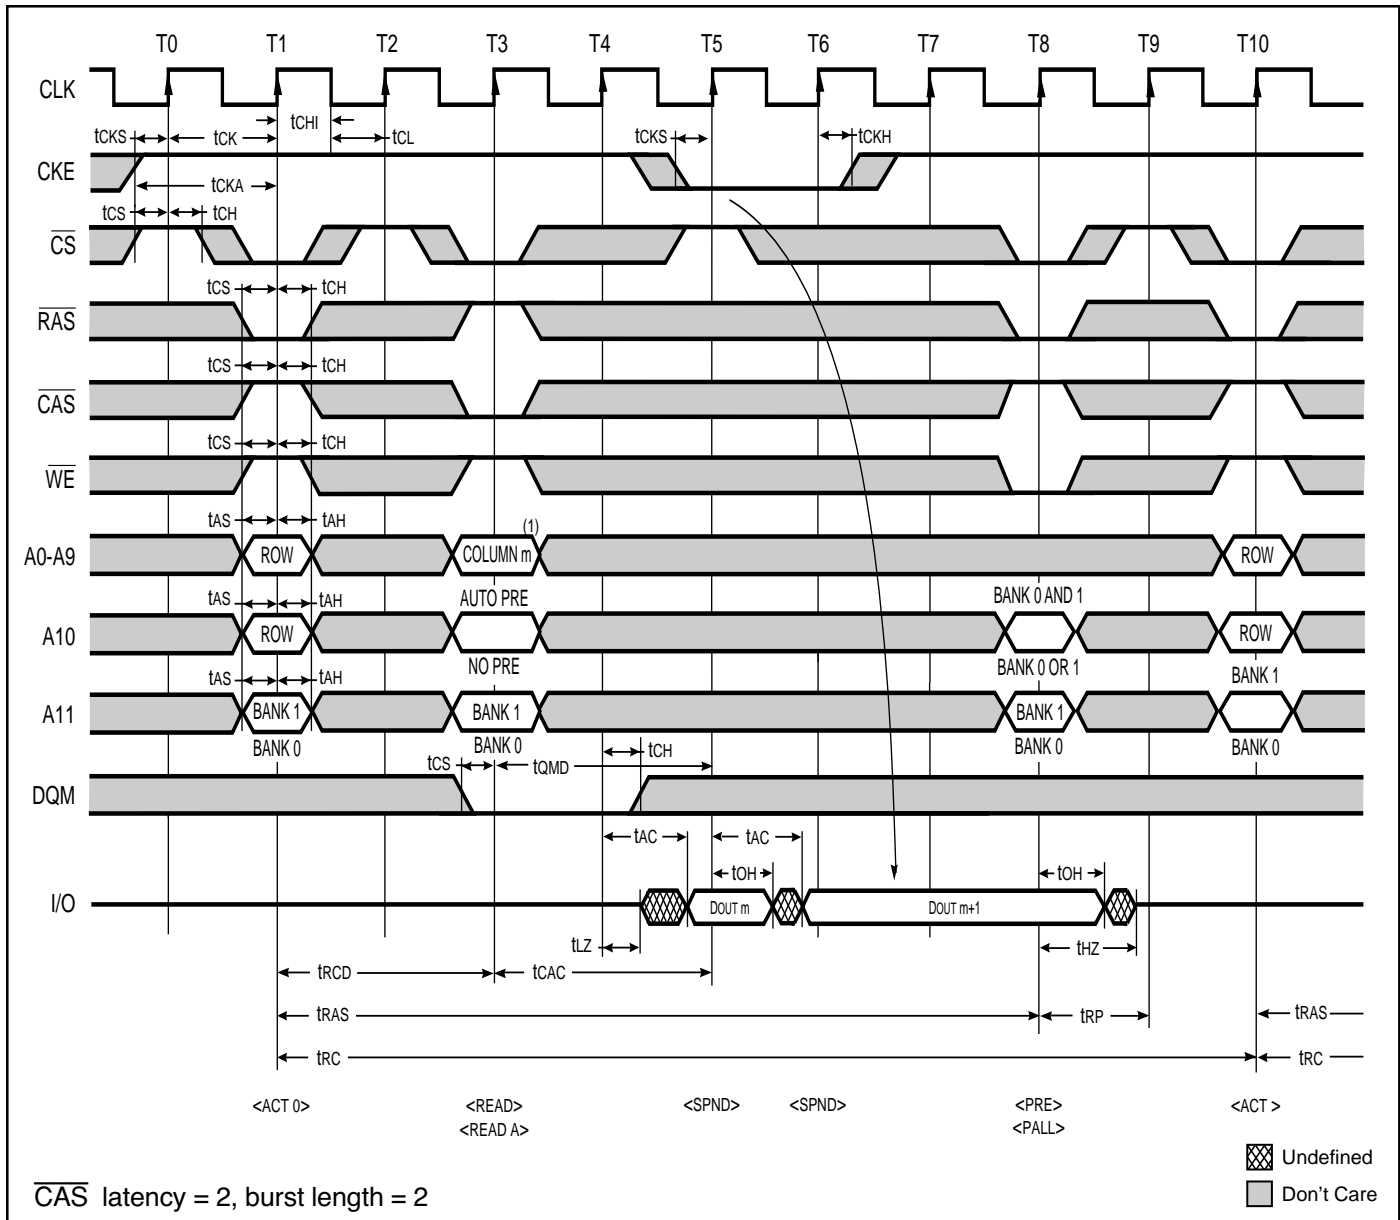 T0 T1 T2 T3 T4 T5 T6 T7 T8 T9 T10
CLK
tCHI
tCKS tCK tCL tCKS tCKH
CKE
tCKA
tCS tCH
CS
tCS tCH
RAS
tCS tCH
CAS
tCS tCH
WE
tAS tAH (1)
A0-A9 ROW COLUMN m ROW
tAS tAH AUTO PRE BANK 0 AND 1
A10 ROW ROW
NO PRE BANK 0 OR 1 BANK 1
tAS tAH
A11 BANK 1 BANK 1 BANK 1
BANK 0 BANK 0 BANK 0 BANK 0
tCH
tCS tQMD
DQM
tAC tAC
tOH tOH
I/O DOUT m DOUT m+1
tLZ tHZ
tRCD tCAC
tRAS tRP tRAS
tRC tRC
<ACT 0> <READ> <SPND> <SPND> <PRE> <ACT >
<READ A> <PALL>
Undefined
CAS latency = 2, burst length = 2 Don't Care